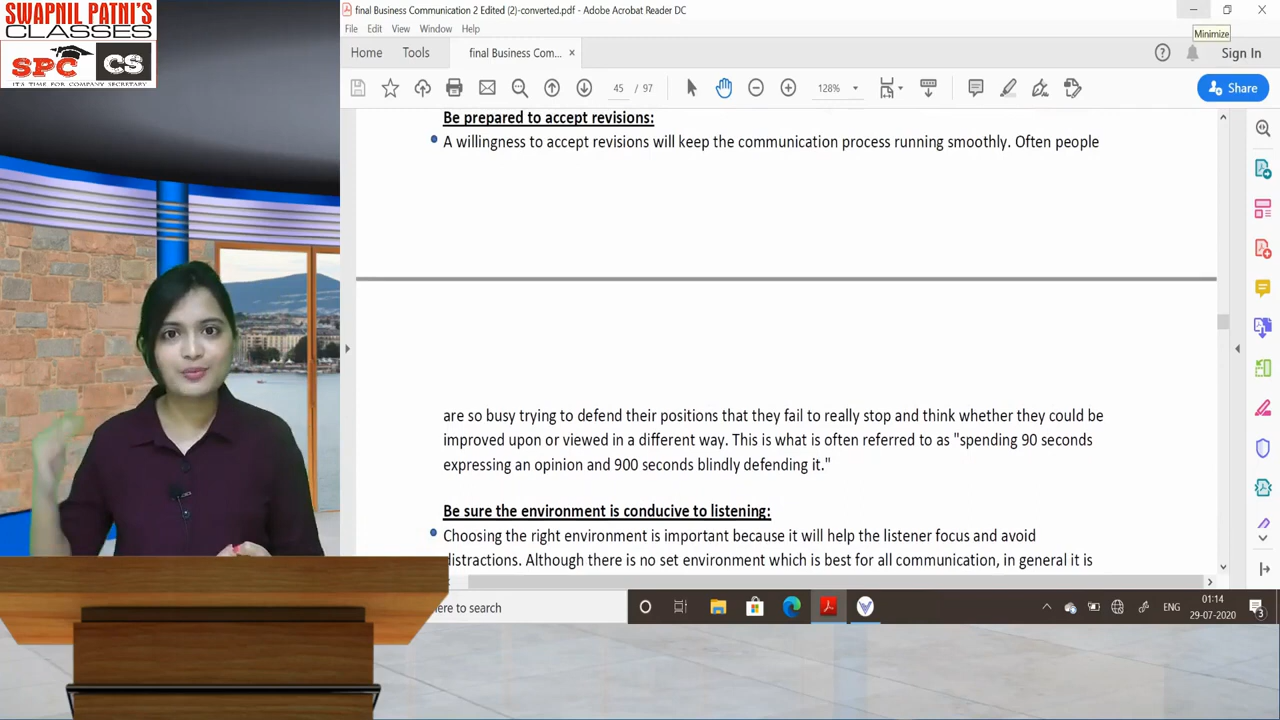 SWAPNIL PATNI'S
CLASSES
SPC CS
IT'S TIME FOR COMPANY SECRETARY
final Business Communication 2 Edited (2)-converted.pdf - Adobe Acrobat Reader DC
File Edit View Window Help
Minimize
Home Tools final Business Com... × Sign In
45 / 97 128% Share
Be prepared to accept revisions:
A willingness to accept revisions will keep the communication process running smoothly. Often people
are so busy trying to defend their positions that they fail to really stop and think whether they could be
improved upon or viewed in a different way. This is what is often referred to as "spending 90 seconds
expressing an opinion and 900 seconds blindly defending it."
Be sure the environment is conducive to listening:
Choosing the right environment is important because it will help the listener focus and avoid
distractions. Although there is no set environment which is best for all communication, in general it is
ere to search
ENG
01:14
29-07-2020
3